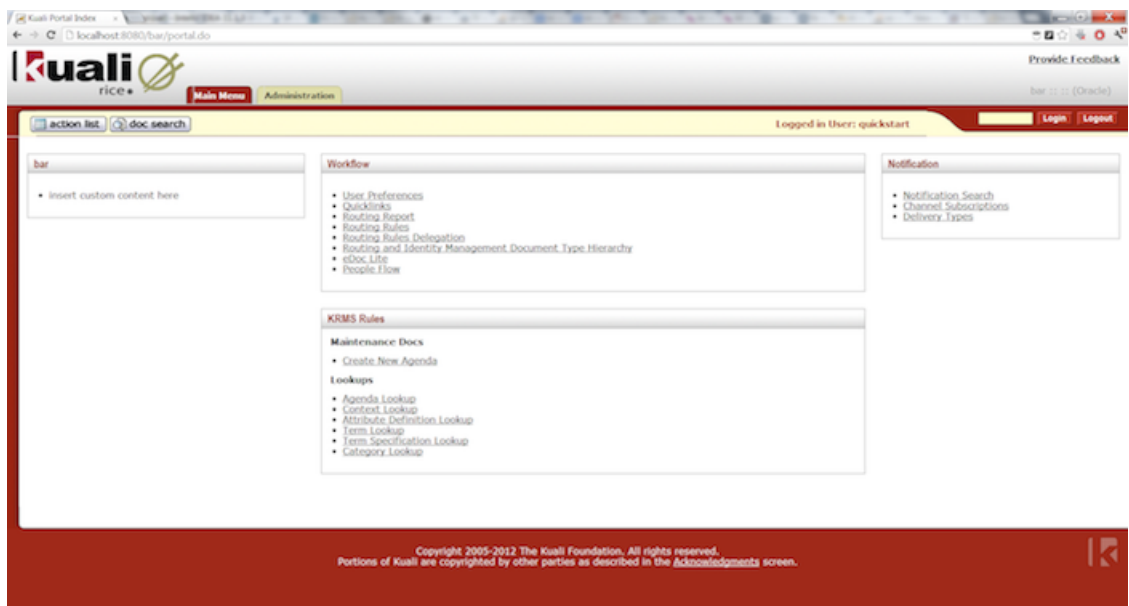 Kuali Portal Index
localhost:8080/bar/portal.do
Provide Feedback
kuali
rice
Main Menu
Administration
bar :: :: (Oracle)
action list
doc search
Logged in User: quickstart
Login
Logout
bar
• insert custom content here
Workflow
• User Preferences
• Quicklinks
• Routing Report
• Routing Rules
• Routing Rules Delegation
• Routing and Identity Management Document Type Hierarchy
• eDoc Lite
• People Flow
KRMS Rules
Maintenance Docs
• Create New Agenda
Lookups
• Agenda Lookup
• Context Lookup
• Attribute Definition Lookup
• Term Lookup
• Term Specification Lookup
• Category Lookup
Notification
• Notification Search
• Channel Subscriptions
• Delivery Types
Copyright 2005-2012 The Kuali Foundation. All rights reserved.
Portions of Kuali are copyrighted by other parties as described in the Acknowledgments screen.